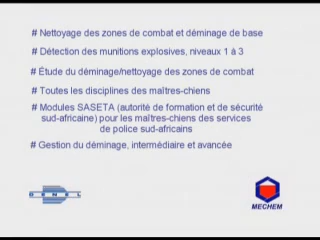 # Nettoyage des zones de combat et déminage de base
# Détection des munitions explosives, niveaux 1 à 3
# Étude du déminage/nettoyage des zones de combat
# Toutes les disciplines des maîtres-chiens
# Modules SASETA (autorité de formation et de sécurité
sud-africaine) pour les maîtres-chiens des services
de police sud-africains
# Gestion du déminage, intermédiaire et avancée
DENEL
MECHEM